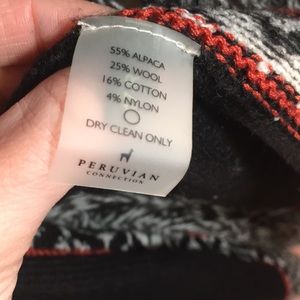 55% ALPACA
25% WOOL
16% COTTON
4% NYLON
DRY CLEAN ONLY
PERUVIAN
CONNECTION